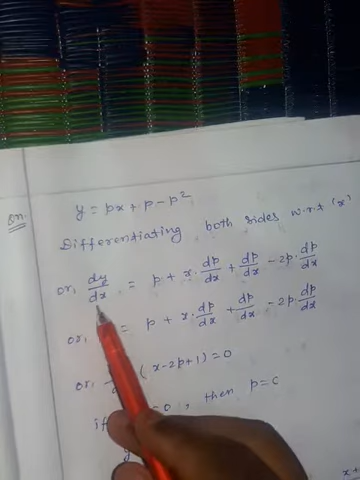 Qn.
y = px + p - p²
Differentiating both sides w.r.t 'x'
or, dy/dx = p + x.dp/dx + dp/dx - 2p.dp/dx
or, = p + x.dp/dx + dp/dx - 2p.dp/dx
or, (x-2p+1) = 0
if = 0, then p = c
y
x+